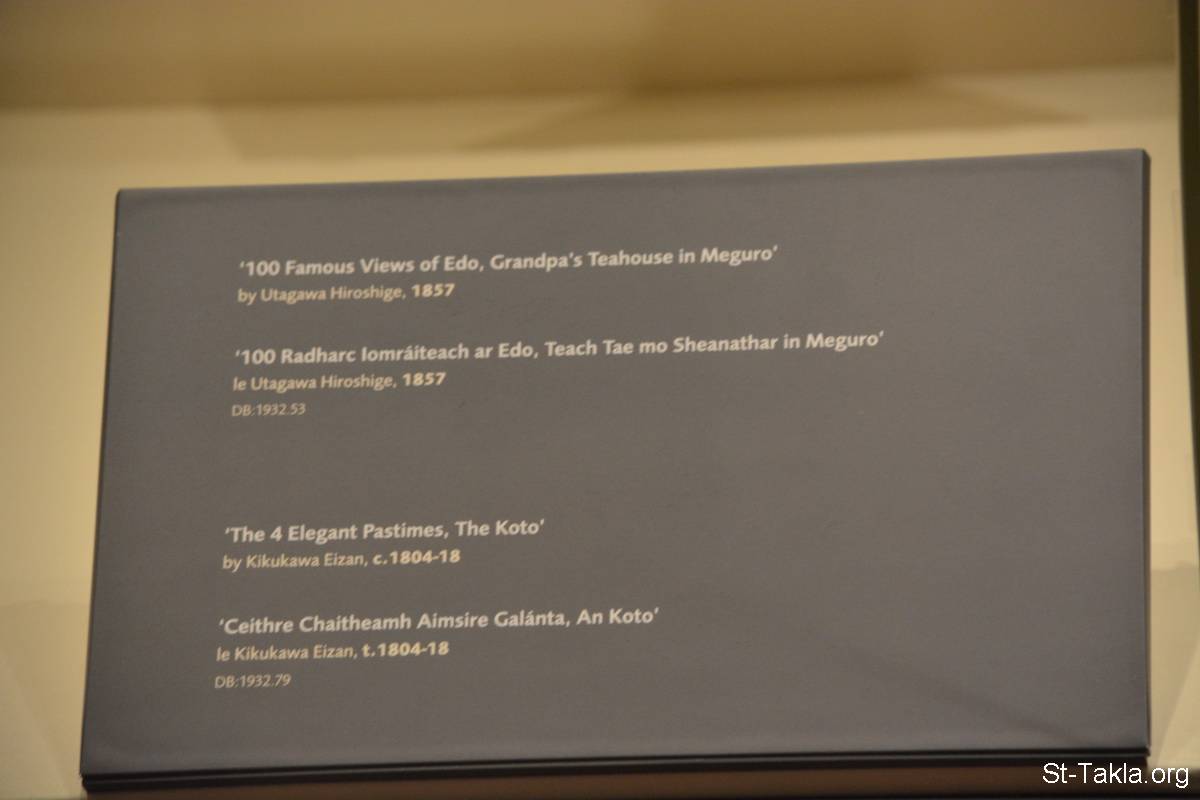 ‘100 Famous Views of Edo, Grandpa's Teahouse in Meguro’
by Utagawa Hiroshige, 1857
‘100 Radharc Iomráiteach ar Edo, Teach Tae mo Sheanathar in Meguro’
le Utagawa Hiroshige, 1857
DB:1932.53
‘The 4 Elegant Pastimes, The Koto’
by Kikukawa Eizan, c.1804-18
‘Ceithre Chaitheamh Aimsire Galánta, An Koto’
le Kikukawa Eizan, t.1804-18
DB:1932.79
St-Takla.org